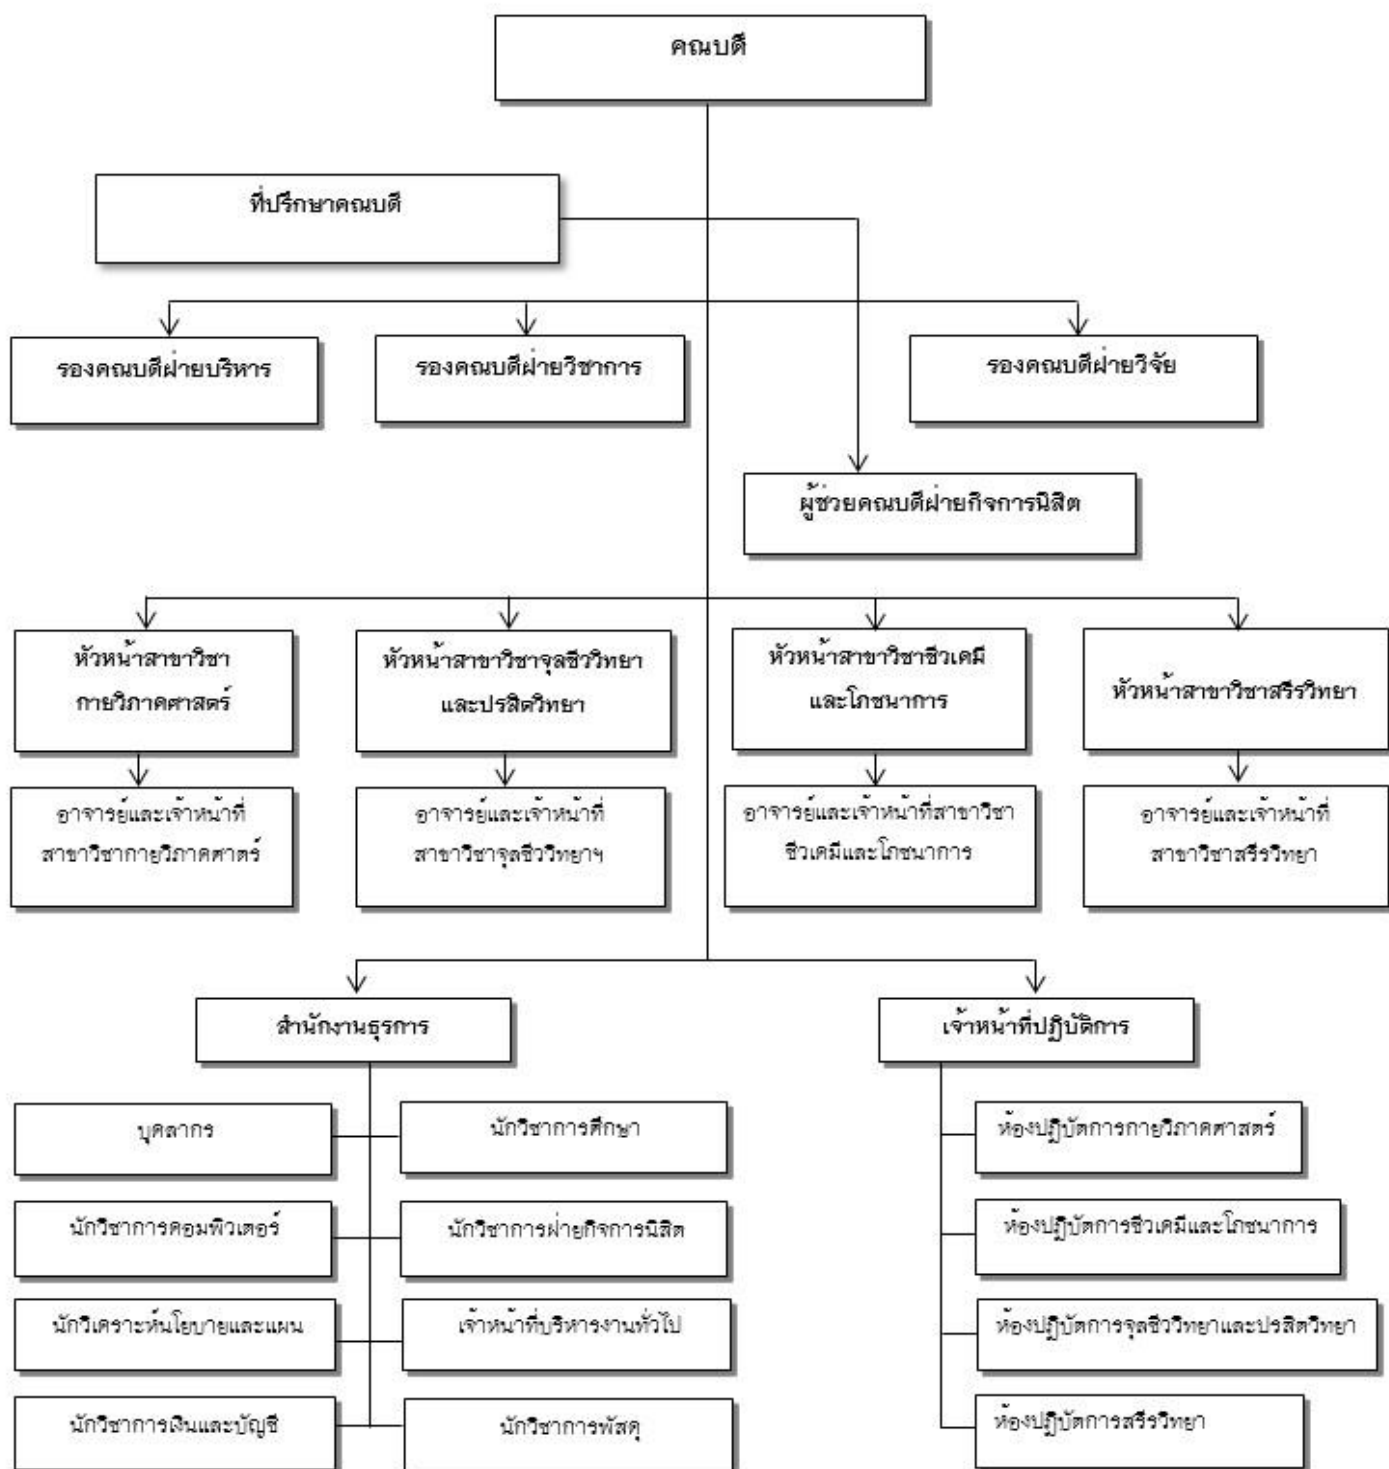 คณบดี
ที่ปรึกษาคณบดี
รองคณบดีฝ่ายบริหาร
รองคณบดีฝ่ายวิชาการ
รองคณบดีฝ่ายวิจัย
ผู้ช่วยคณบดีฝ่ายกิจการนิสิต
หัวหน้าสาขาวิชา
กายวิภาคศาสตร์
หัวหน้าสาขาวิชาจุลชีววิทยา
และปรสิตวิทยา
หัวหน้าสาขาวิชาชีวเคมี
และโภชนาการ
หัวหน้าสาขาวิชาสรีรวิทยา
อาจารย์และเจ้าหน้าที่
สาขาวิชากายวิภาคศาตร์
อาจารย์และเจ้าหน้าที่
สาขาวิชาจุลชีววิทยาฯ
อาจารย์และเจ้าหน้าที่สาขาวิชา
ชีวเคมีและโภชนาการ
อาจารย์และเจ้าหน้าที่
สาขาวิชาสรีรวิทยา
สำนักงานธุรการ
เจ้าหน้าที่ปฏิบัติการ
บุคลากร
นักวิชาการศึกษา
นักวิชาการคอมพิวเตอร์
นักวิชาการฝ่ายกิจการนิสิต
นักวิเคราะห์นโยบายและแผน
เจ้าหน้าที่บริหารงานทั่วไป
นักวิชาการเงินและบัญชี
นักวิชาการพัสดุ
ห้องปฏิบัตการกายวิภาคศาสตร์
ห้องปฏิบัตการชีวเคมีและโภชนาการ
ห้องปฏิบัตการจุลชีววิทยาและปรสิตวิทยา
ห้องปฏิบัตการสรีรวิทยา